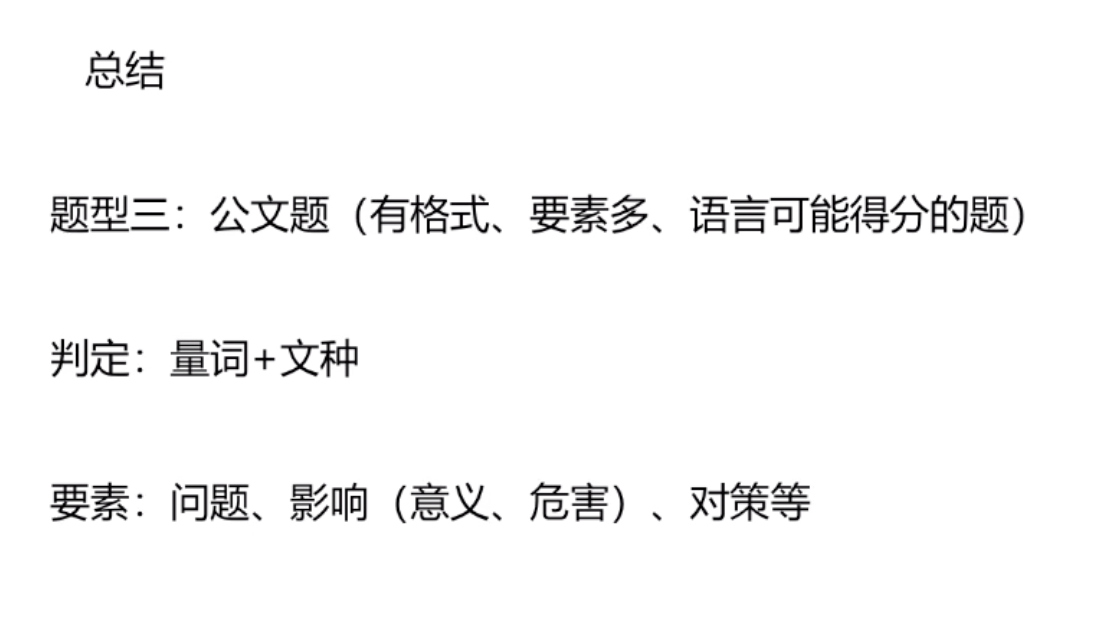 总结
题型三：公文题（有格式、要素多、语言可能得分的题）
判定：量词+文种
要素：问题、影响（意义、危害）、对策等